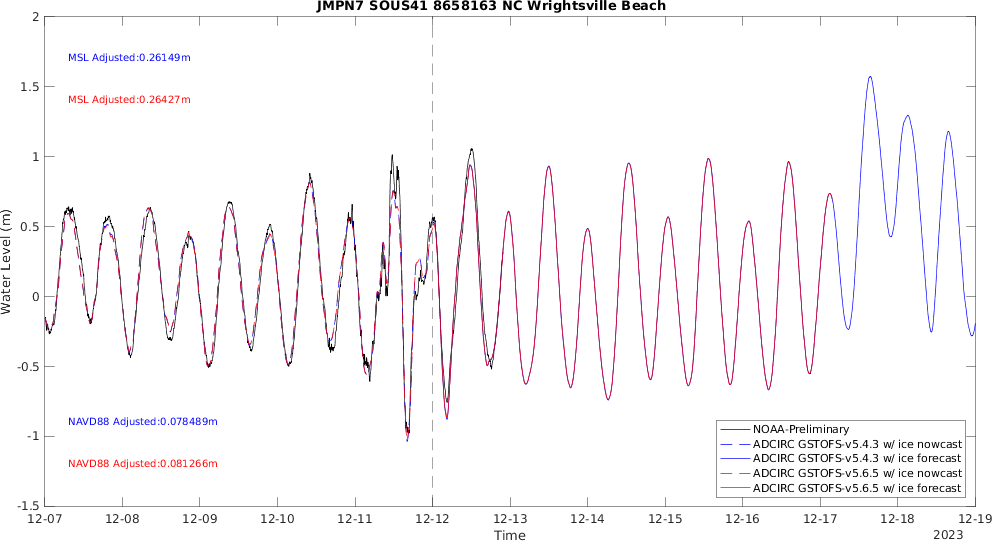 JMPN7 SOUS41 8658163 NC Wrightsville Beach
2
1.5
1
0.5
0
-0.5
-1
-1.5
Water Level (m)
MSL Adjusted:0.26149m
MSL Adjusted:0.26427m
NAVD88 Adjusted:0.078489m
NAVD88 Adjusted:0.081266m
NOAA-Preliminary
ADCIRC GSTOFS-v5.4.3 w/ ice nowcast
ADCIRC GSTOFS-v5.4.3 w/ ice forecast
ADCIRC GSTOFS-v5.6.5 w/ ice nowcast
ADCIRC GSTOFS-v5.6.5 w/ ice forecast
12-07 12-08 12-09 12-10 12-11 12-12 12-13 12-14 12-15 12-16 12-17 12-18 12-19
Time
2023